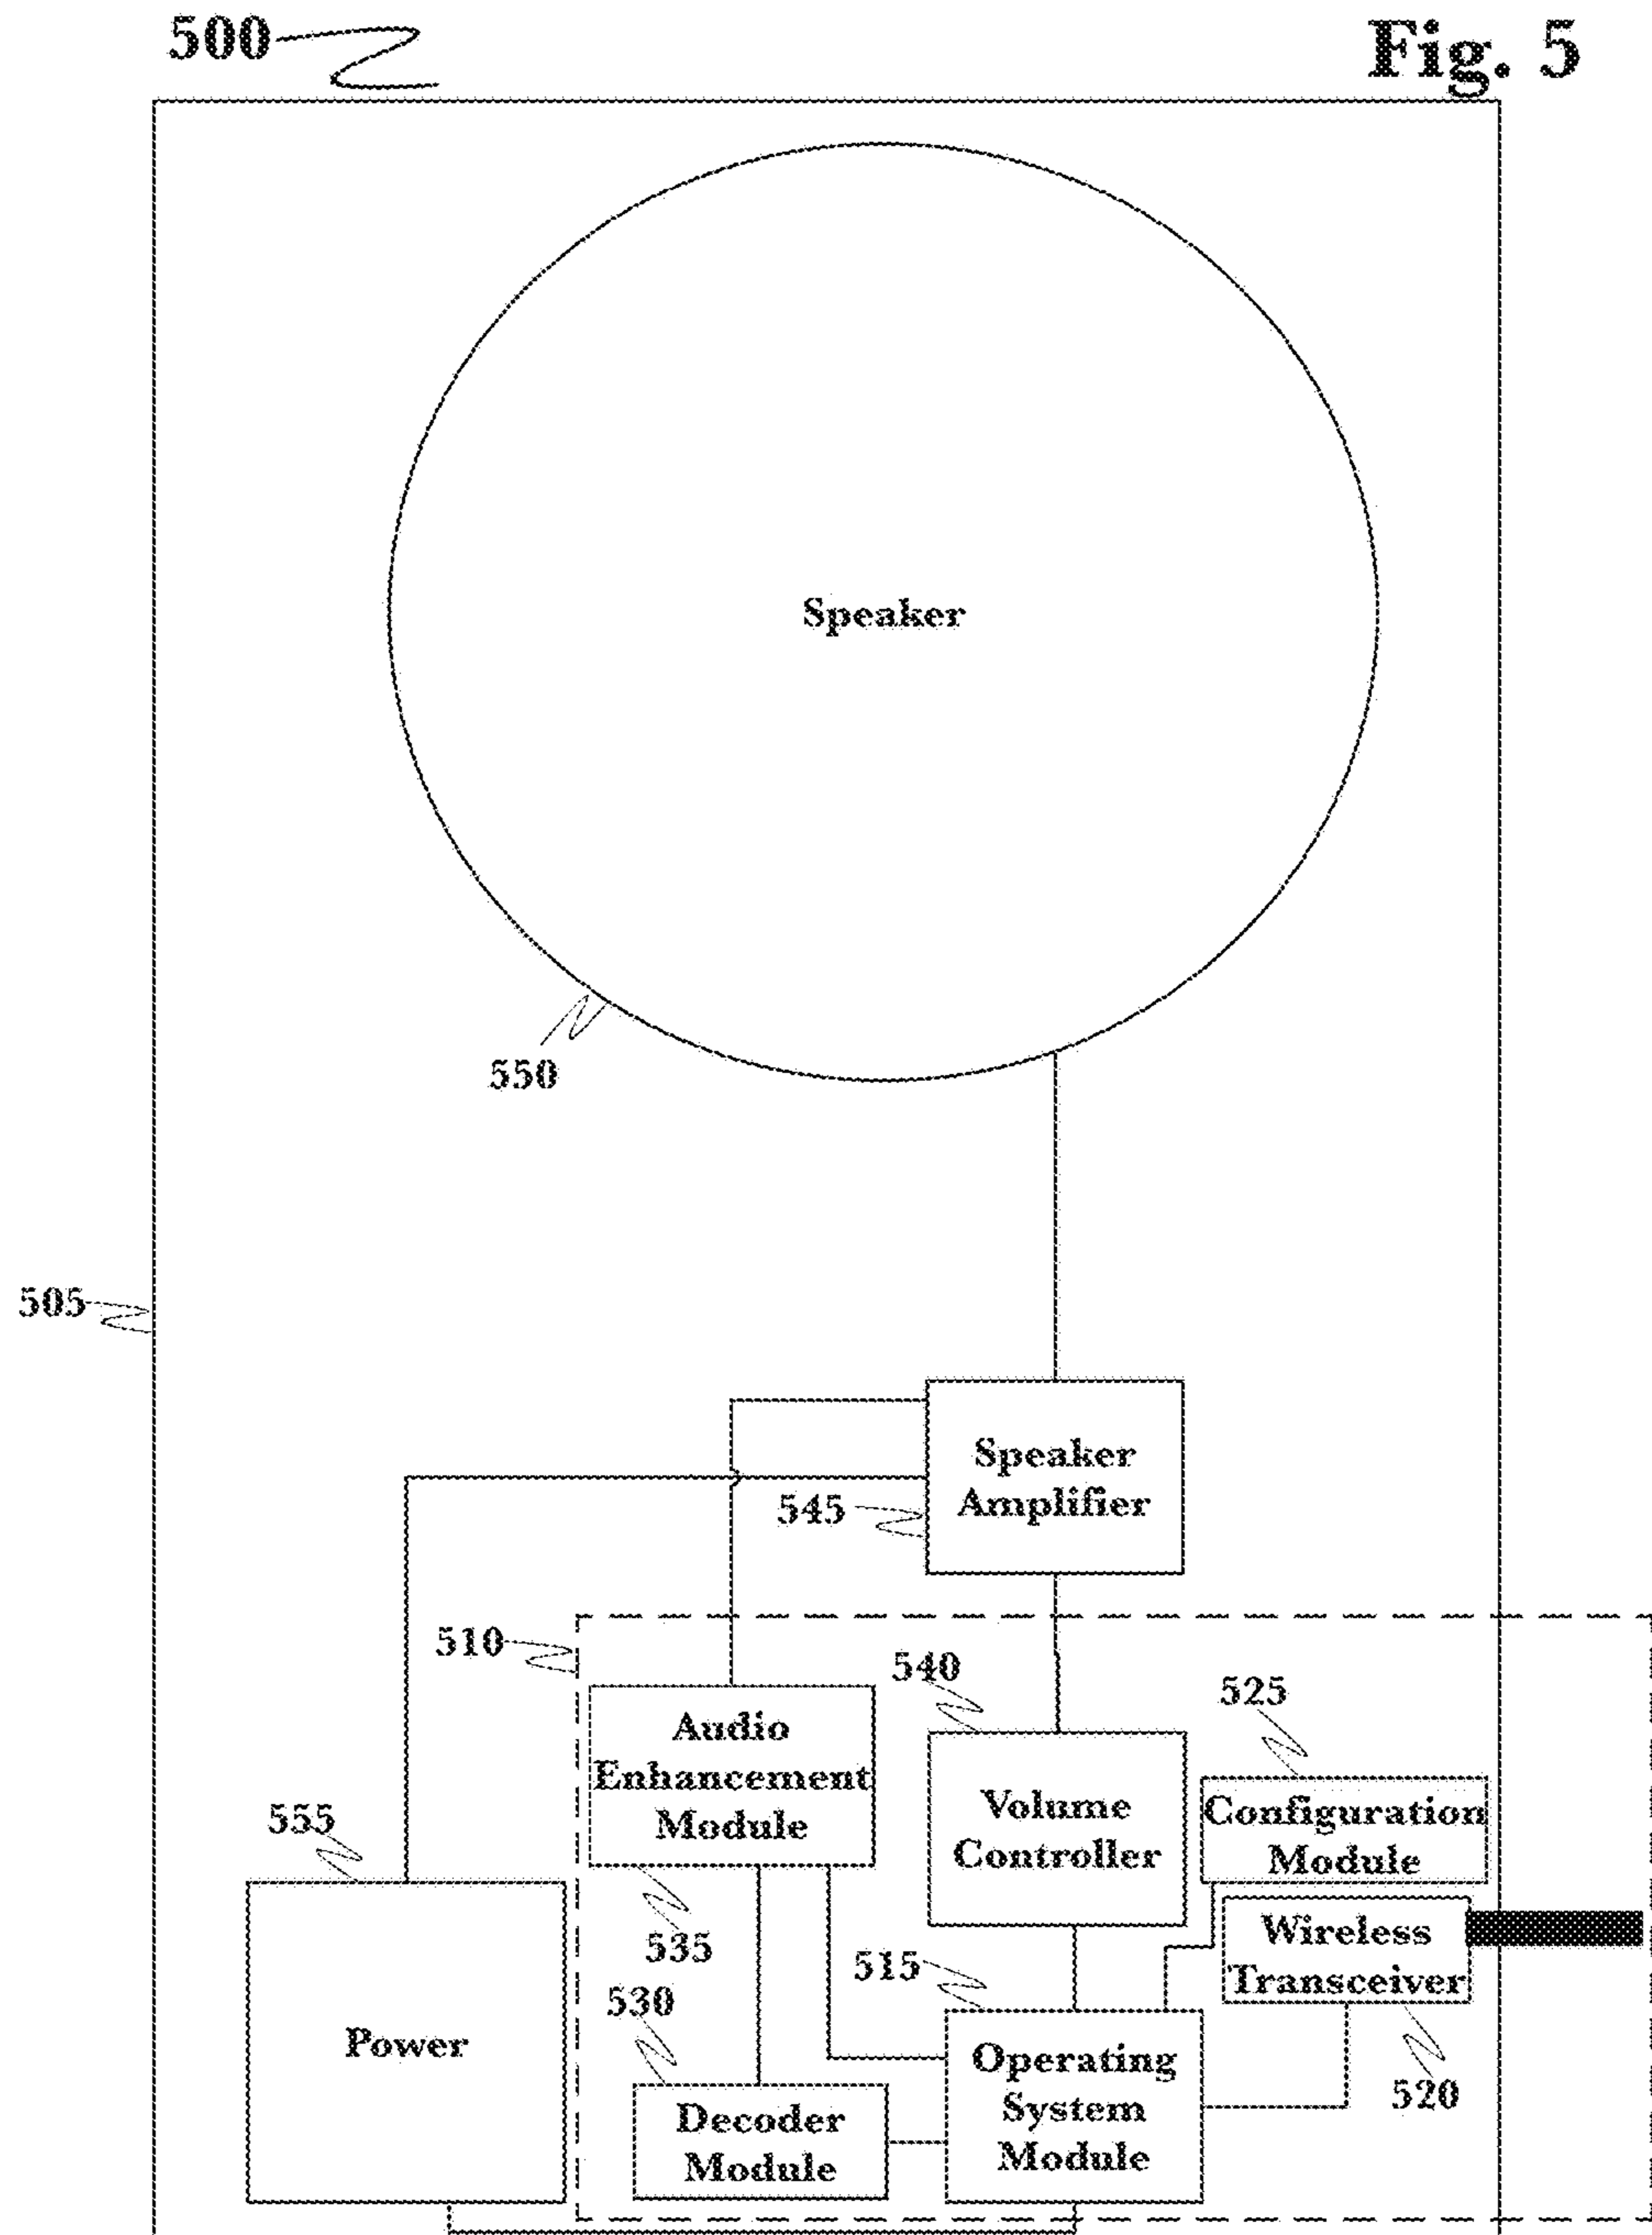 500
Fig. 5
Speaker
550
505
Speaker
Amplifier
545
510
540
525
Audio
Enhancement
Module
Volume
Controller
Configuration
Module
555
535
515
Wireless
Transceiver
530
Power
Operating
System
Module
520
Decoder
Module